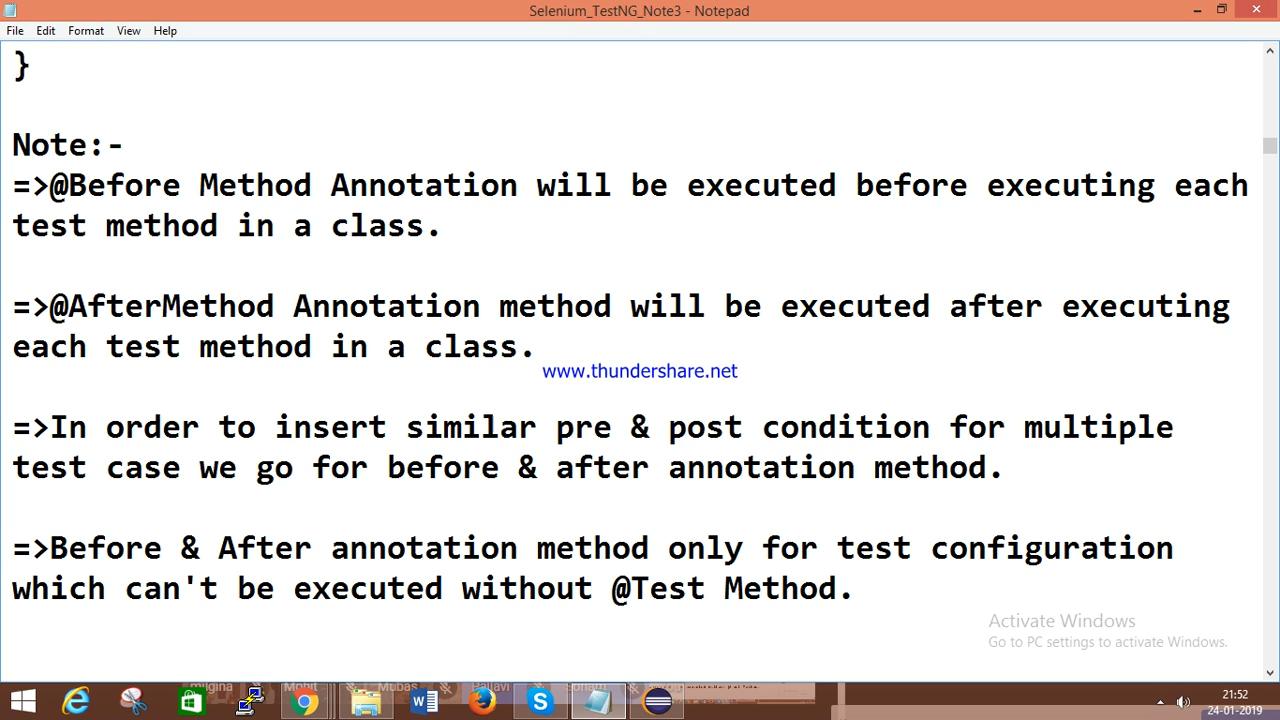 Selenium_TestNG_Note3 - Notepad
File Edit Format View Help
}
Note:-
=>@Before Method Annotation will be executed before executing each
test method in a class.
=>@AfterMethod Annotation method will be executed after executing
each test method in a class.
www.thundershare.net
=>In order to insert similar pre & post condition for multiple
test case we go for before & after annotation method.
=>Before & After annotation method only for test configuration
which can't be executed without @Test Method.
Activate Windows
Go to PC settings to activate Windows.
Mohit Mubas Pallavi
21:52
24-01-2019